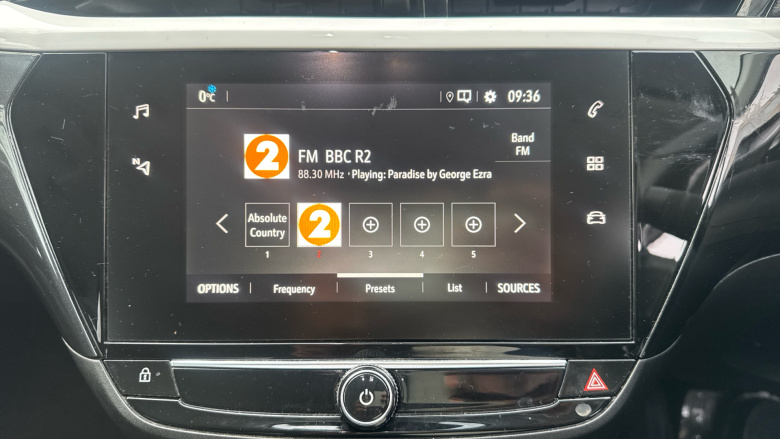 0°C
09:36
N
2
FM BBC R2
88.30 MHz · Playing: Paradise by George Ezra
Band
FM
Absolute
Country
2
1 2 3 4 5
OPTIONS Frequency Presets List SOURCES